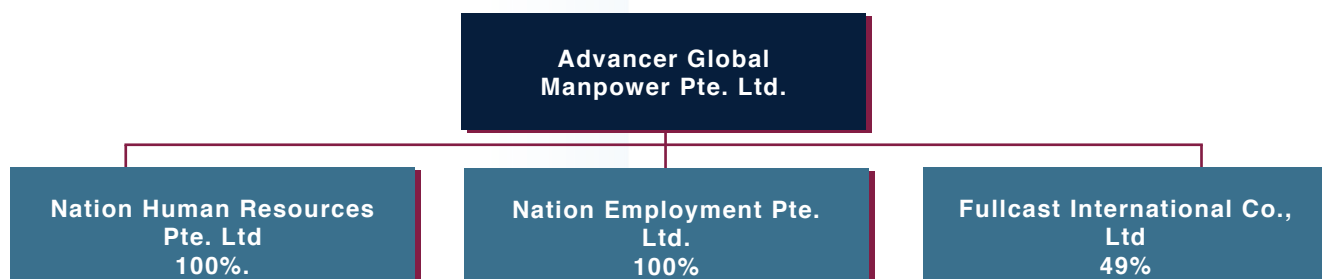 Advancer Global
Manpower Pte. Ltd.
Nation Human Resources
Pte. Ltd
100%.
Nation Employment Pte.
Ltd.
100%
Fullcast International Co.,
Ltd
49%